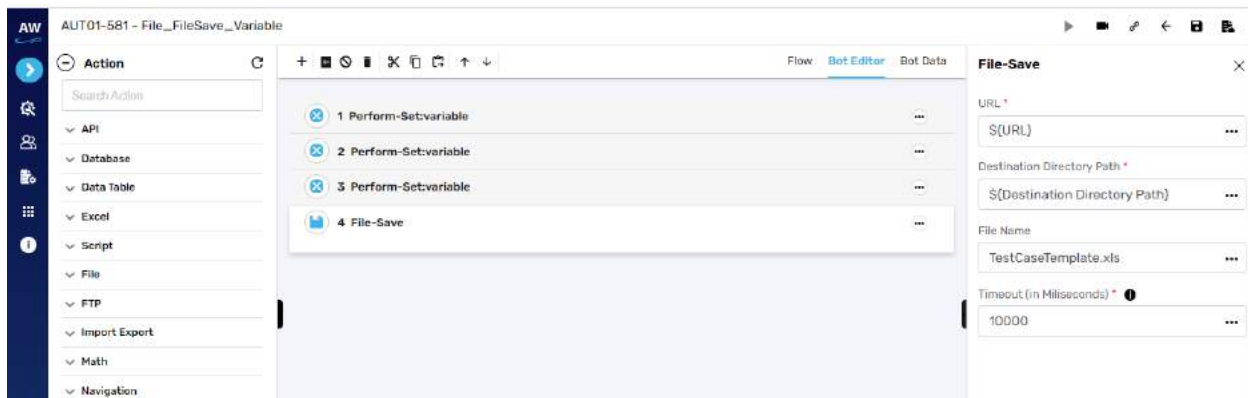 AW
AUT01-581 - File_FileSave_Variable
Action
Search Action
API
Database
Data Table
Excel
Script
File
FTP
Import Export
Math
Navigation
Flow Bot Editor Bot Data
1 Perform-Set:variable
2 Perform-Set:variable
3 Perform-Set:variable
4 File-Save
File-Save
URL *
${URL}
Destination Directory Path *
${Destination Directory Path}
File Name
TestCaseTemplate.xls
Timeout (in Miliseconds) *
10000